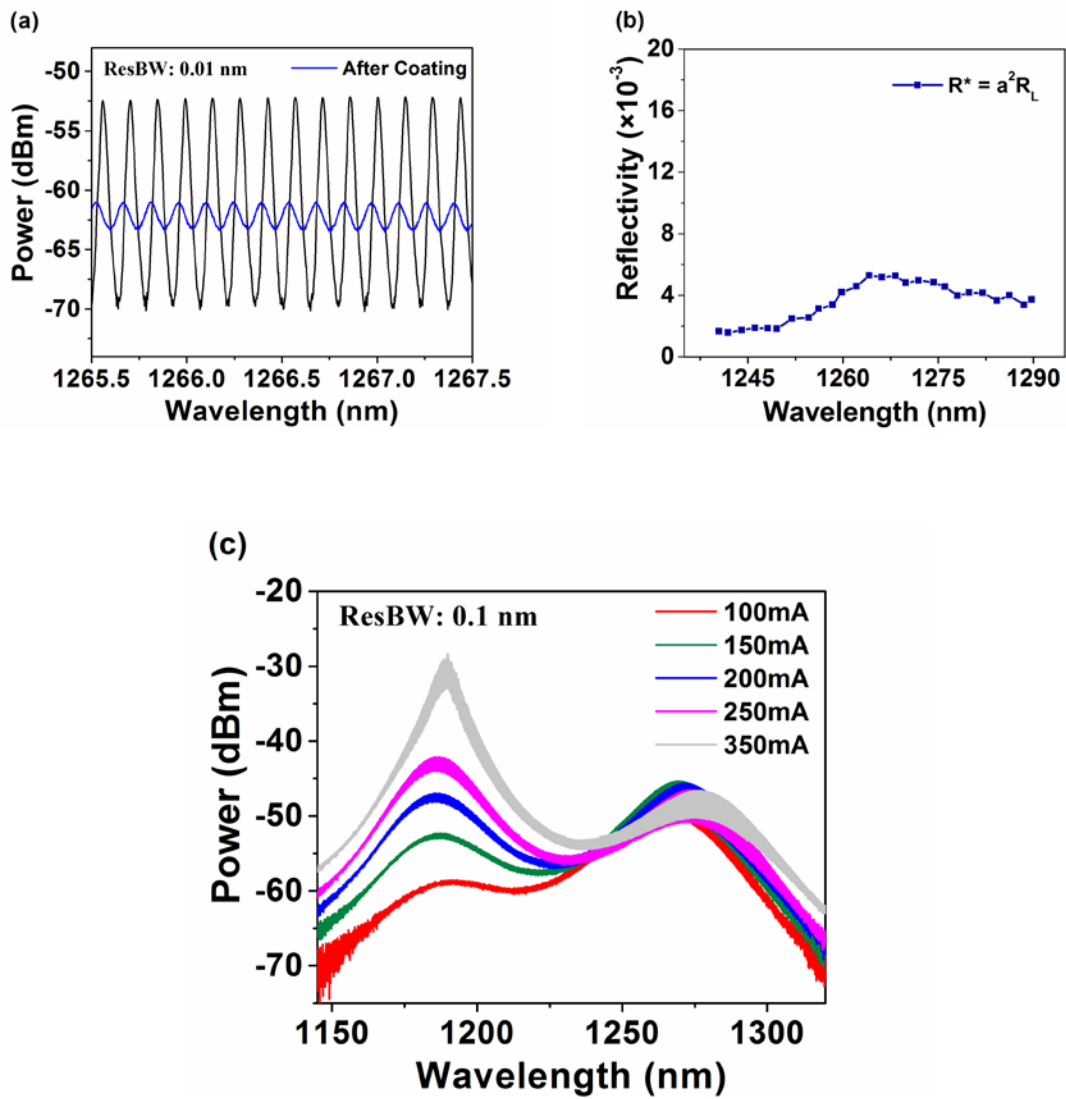 (a)
ResBW: 0.01 nm
After Coating
Power (dBm)
-50
-55
-60
-65
-70
1265.5 1266.0 1266.5 1267.0 1267.5
Wavelength (nm)
(b)
R* = a²R_L
Reflectivity (×10⁻³)
20
16
12
8
4
0
1245 1260 1275 1290
Wavelength (nm)
(c)
ResBW: 0.1 nm
100mA
150mA
200mA
250mA
350mA
Power (dBm)
-20
-30
-40
-50
-60
-70
1150 1200 1250 1300
Wavelength (nm)